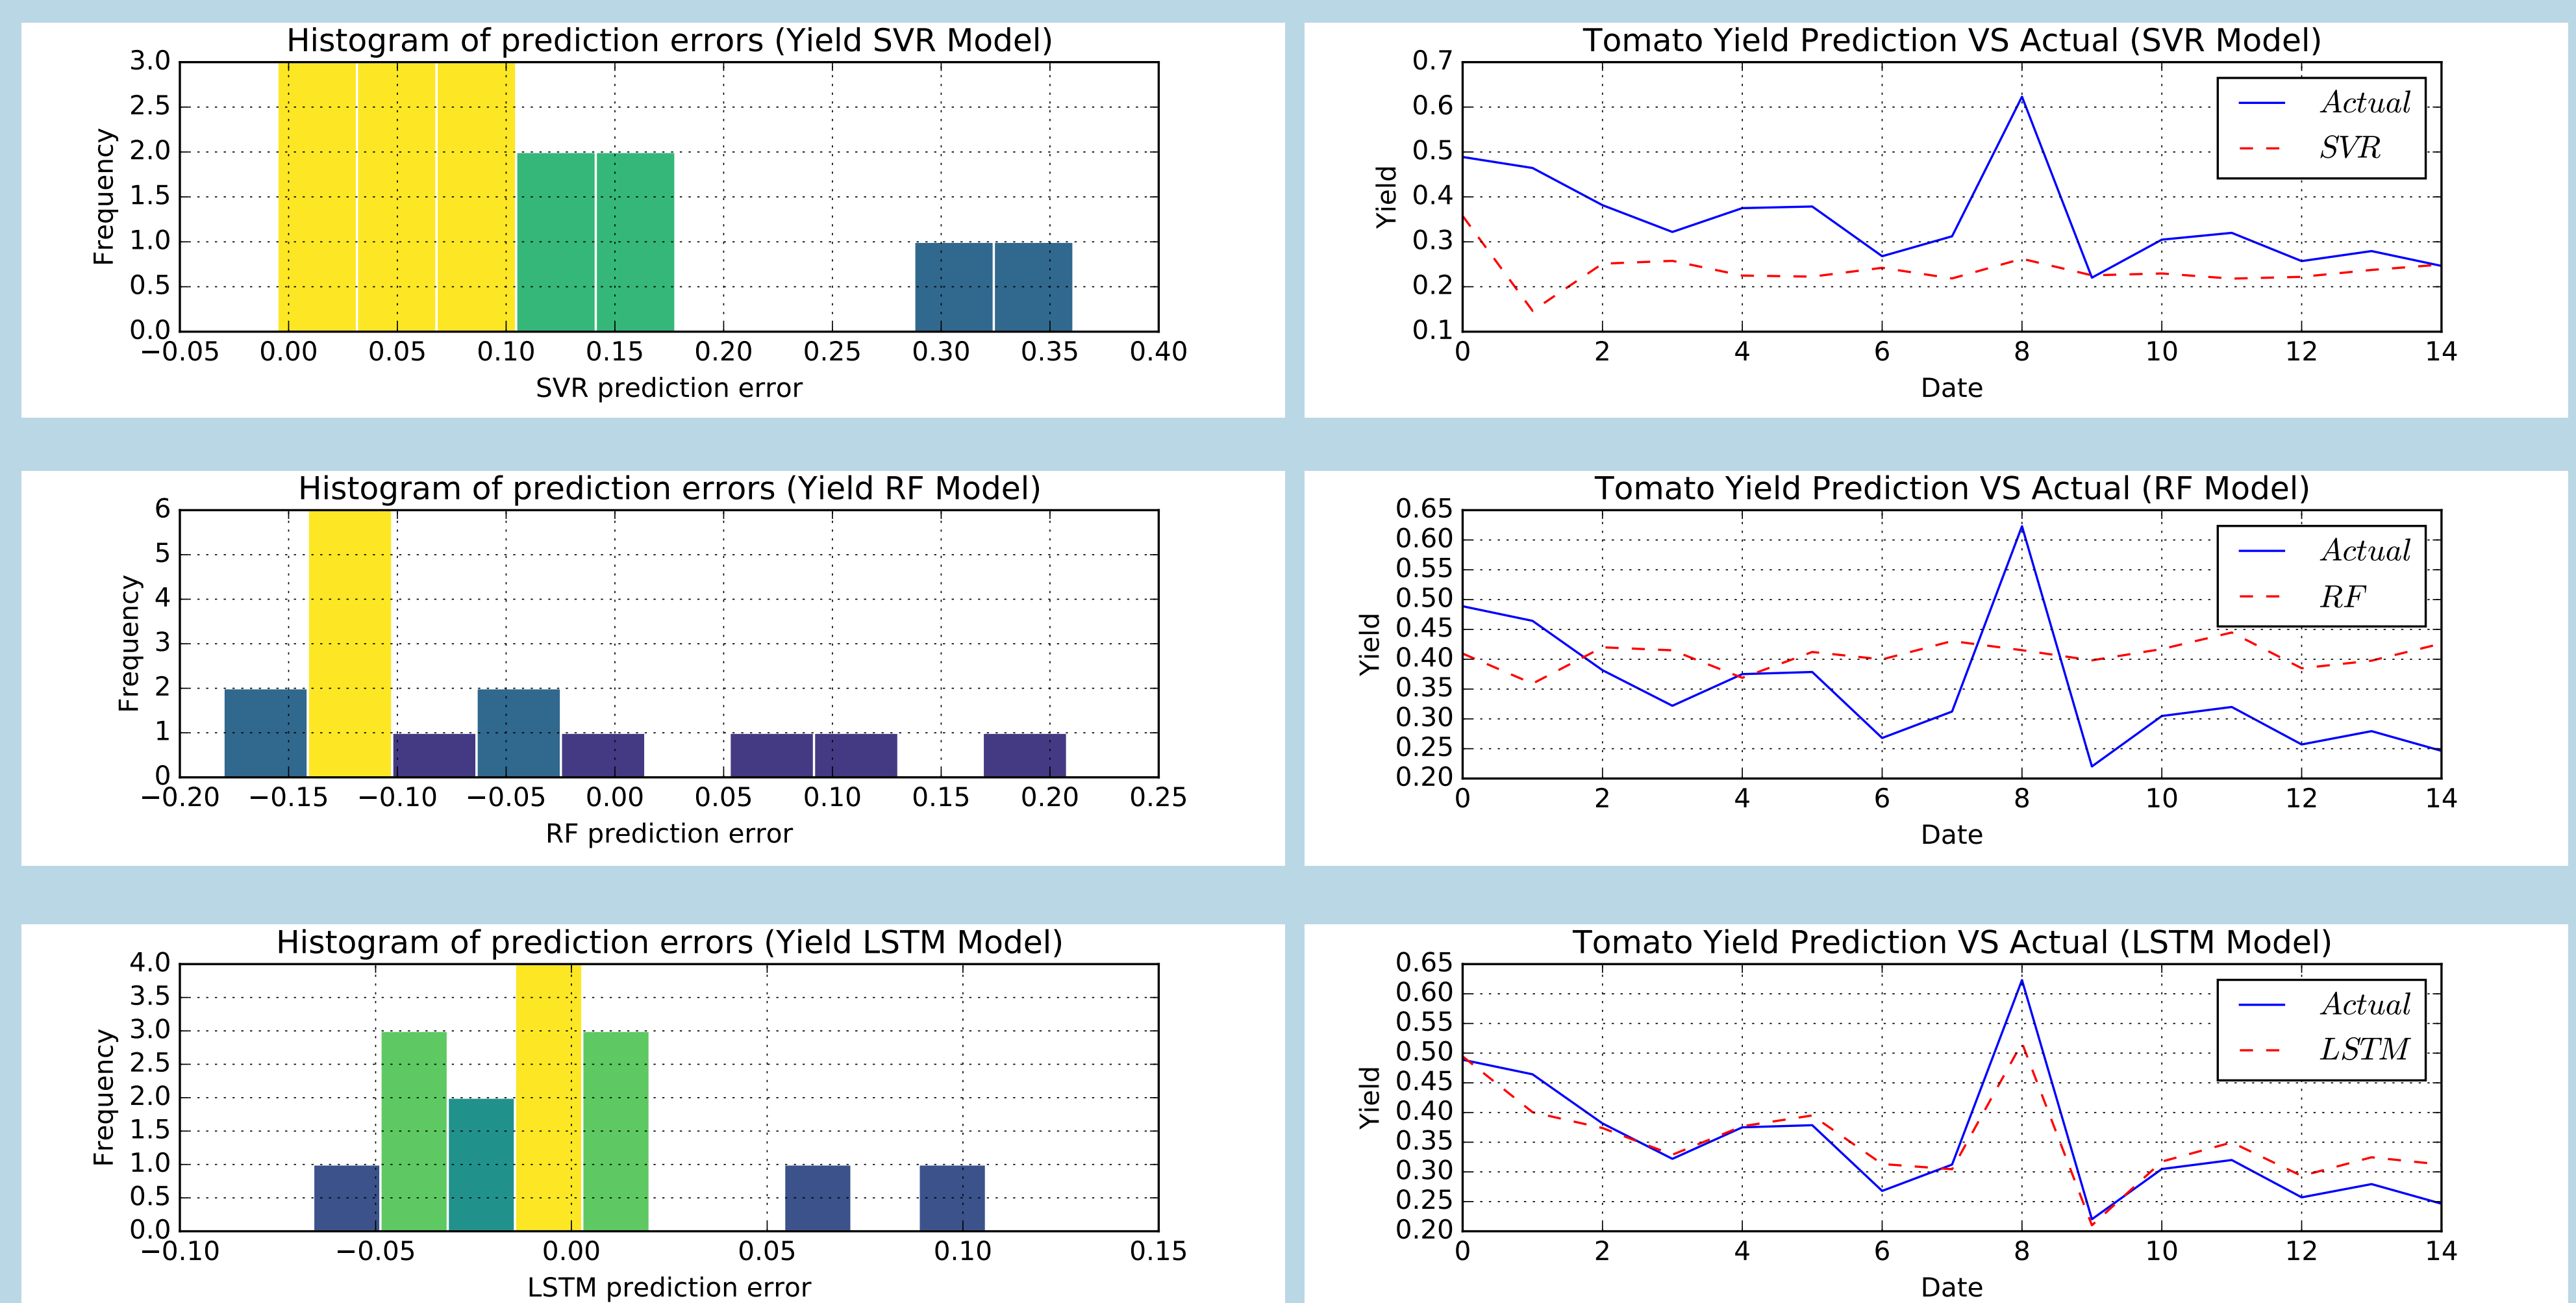 Histogram of prediction errors (Yield SVR Model)
3.0
2.5
2.0
1.5
1.0
0.5
0.0
Frequency
−0.05 0.00 0.05 0.10 0.15 0.20 0.25 0.30 0.35 0.40
SVR prediction error
Tomato Yield Prediction VS Actual (SVR Model)
0.7
0.6
0.5
0.4
0.3
0.2
0.1
Yield
Actual
SVR
0 2 4 6 8 10 12 14
Date
Histogram of prediction errors (Yield RF Model)
6
5
4
3
2
1
0
Frequency
−0.20 −0.15 −0.10 −0.05 0.00 0.05 0.10 0.15 0.20 0.25
RF prediction error
Tomato Yield Prediction VS Actual (RF Model)
0.65
0.60
0.55
0.50
0.45
0.40
0.35
0.30
0.25
0.20
Yield
Actual
RF
0 2 4 6 8 10 12 14
Date
Histogram of prediction errors (Yield LSTM Model)
4.0
3.5
3.0
2.5
2.0
1.5
1.0
0.5
0.0
Frequency
−0.10 −0.05 0.00 0.05 0.10 0.15
LSTM prediction error
Tomato Yield Prediction VS Actual (LSTM Model)
0.65
0.60
0.55
0.50
0.45
0.40
0.35
0.30
0.25
0.20
Yield
Actual
LSTM
0 2 4 6 8 10 12 14
Date